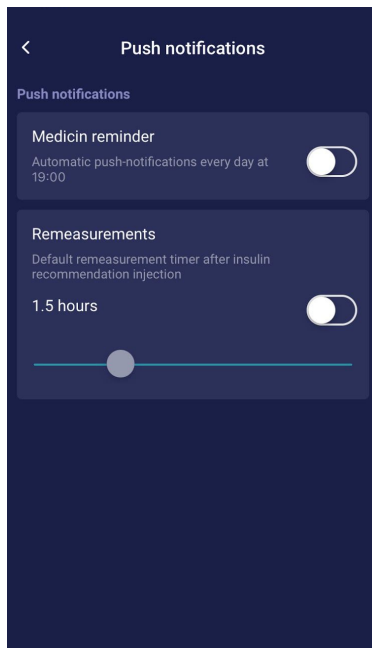 Push notifications
Push notifications
Medicin reminder
Automatic push-notifications every day at
19:00
Remeasurements
Default remeasurement timer after insulin
recommendation injection
1.5 hours